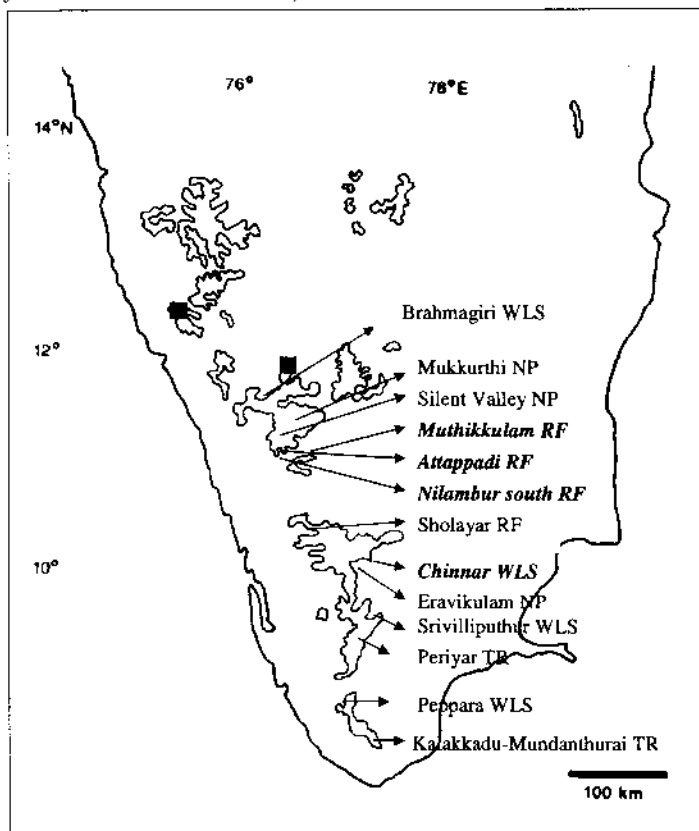 76° 78°E
14°N
Brahmagiri WLS
12°
Mukkurthi NP
Silent Valley NP
Muthikkulam RF
Attappadi RF
Nilambur south RF
Sholayar RF
10°
Chinnar WLS
Eravikulam NP
Srivilliputhur WLS
Periyar TR
Peppara WLS
Kalakkadu-Mundanthurai TR
100 km